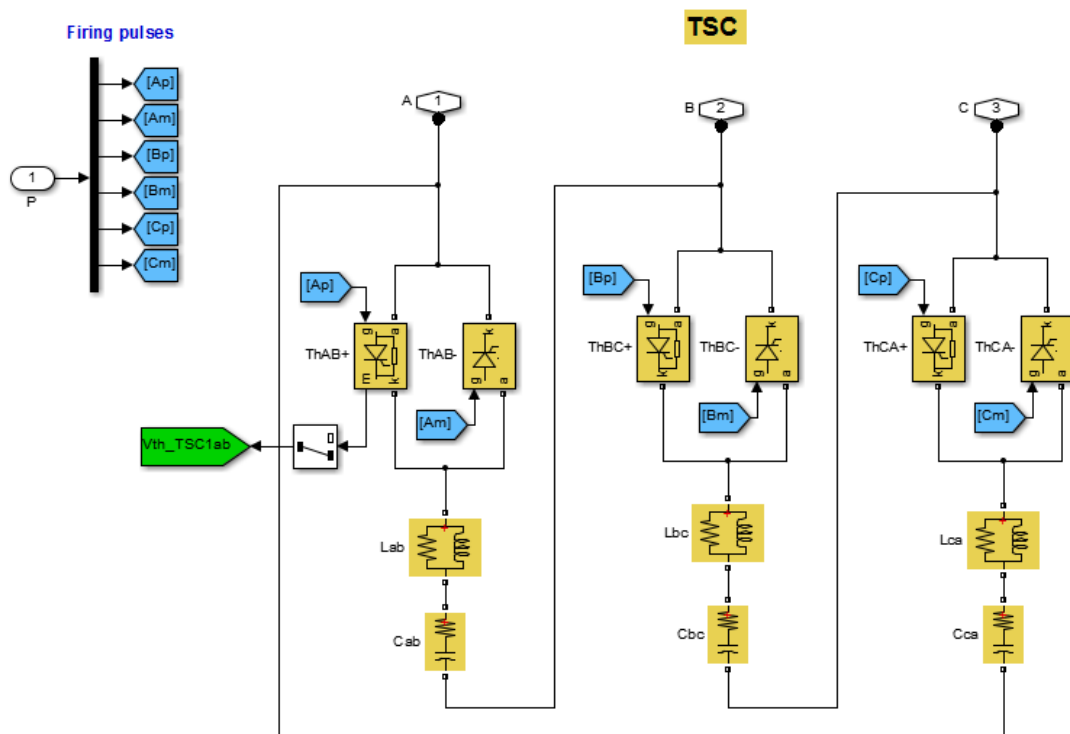 Firing pulses
TSC
[Ap]
[Am]
[Bp]
[Bm]
[Cp]
[Cm]
1
P
A
1
B
2
C
3
[Ap]
g
a
ThAB+
m
k
ThAB-
k
g
a
[Am]
Vth_TSC1ab
[Bp]
g
a
ThBC+
k
ThBC-
k
g
a
[Bm]
[Cp]
g
a
ThCA+
k
ThCA-
k
g
a
[Cm]
Lab
Lbc
Lca
Cab
Cbc
Cca